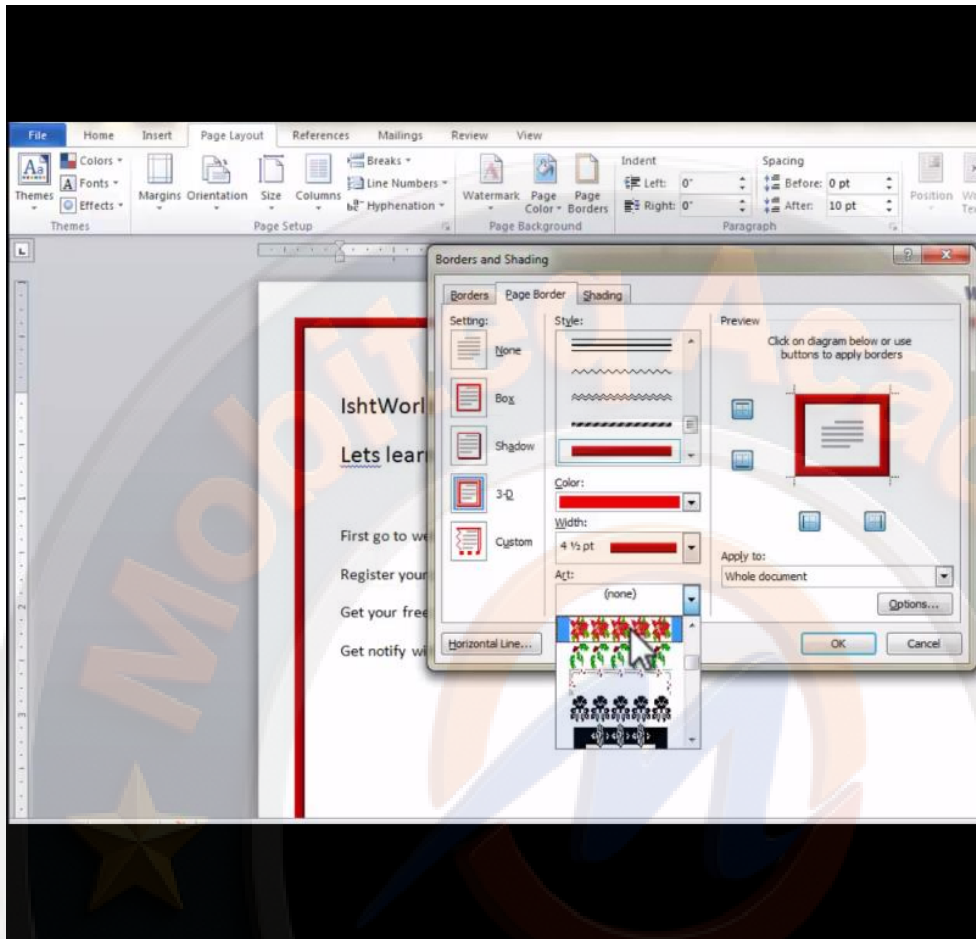 File Home Insert Page Layout References Mailings Review View
Themes
Colors
Fonts
Effects
Themes
Margins Orientation Size Columns
Breaks
Line Numbers
Hyphenation
Page Setup
Watermark Page Color Page Borders
Page Background
Indent
Left: 0"
Right: 0"
Spacing
Before: 0 pt
After: 10 pt
Paragraph
Position
L
Borders and Shading
Borders Page Border Shading
Setting:
None
Box
Shadow
3-D
Custom
Style:
Color:
Width:
4 ½ pt
Art:
(none)
Preview
Click on diagram below or use
buttons to apply borders
Apply to:
Whole document
Options...
Horizontal Line...
OK Cancel
IshtWorl
Lets lear
First go to we
Register your
Get your free
Get notify wi
Mobiteq Aca